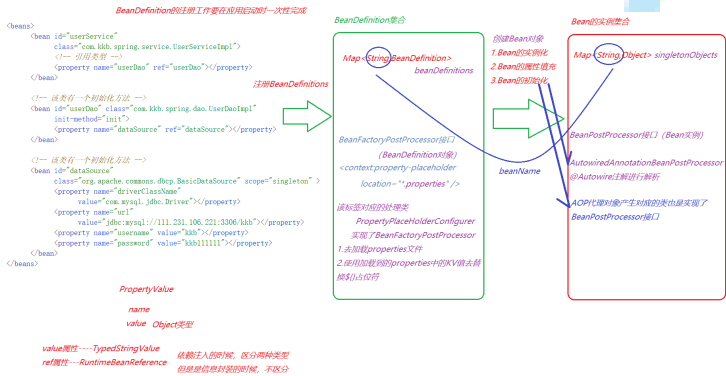 BeanDefinition的注册工作要在应用启动时一次性完成
<beans>
<bean id="userService"
class="com.kkb.spring.service.UserServiceImpl">
<!-- 引用类型 -->
<property name="userDao" ref="userDao"></property>
</bean>
<!-- 该类有一个初始化方法 -->
<bean id="userDao" class="com.kkb.spring.dao.UserDaoImpl"
init-method="init">
<property name="dataSource" ref="dataSource"></property>
</bean>
<!-- 该类有一个初始化方法 -->
<bean id="dataSource"
class="org.apache.commons.dbcp.BasicDataSource" scope="singleton" >
<property name="driverClassName"
value="com.mysql.jdbc.Driver"></property>
<property name="url"
value="jdbc:mysql://111.231.106.221:3306/kkb"></property>
<property name="username" value="kkb"></property>
<property name="password" value="kkb111111"></property>
</bean>
</beans>
PropertyValue
name
value Object类型
value属性----TypedStringValue
ref属性---RuntimeBeanReference
依赖注入的时候，区分两种类型
但是是信息封装的时候，不区分
注册BeanDefinitions
BeanDefinition集合
Map<String,BeanDefinition>
beanDefinitions
BeanFactoryPostProcessor接口
（BeanDefinition对象）
<context:property-placeholder
location="*.properties" />
该标签对应的处理类
PropertyPlaceHolderConfigurer
实现了BeanFactoryPostProcessor
1.去加载properties文件
2.使用加载到的properties中的KV值去替
换${}占位符
创建Bean对象
1.Bean的实例化
2.Bean的属性填充
3.Bean的初始化
beanName
Bean的实例集合
Map<String,Object> singletonObjects
BeanPostProcessor接口（Bean实例）
AutowiredAnnotationBeanPostProcessor
@Autowire注解进行解析
AOP代理对象产生对应的类也是实现了
BeanPostProcessor接口